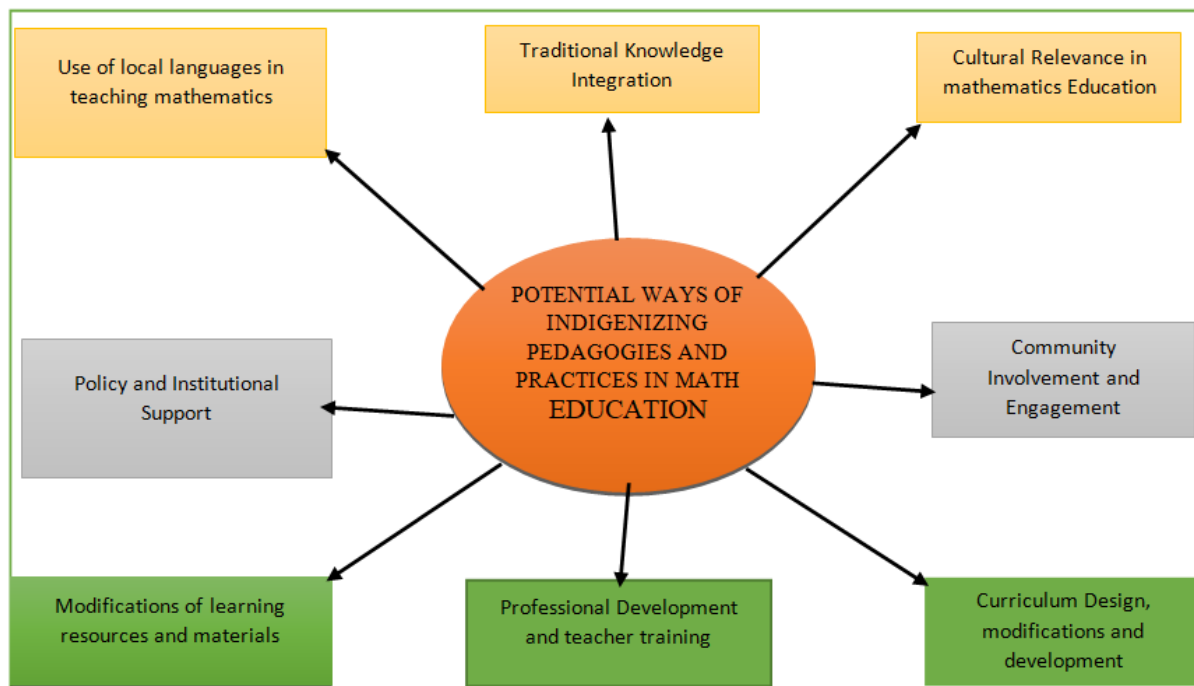 Use of local languages in
teaching mathematics
Traditional Knowledge
Integration
Cultural Relevance in
mathematics Education
POTENTIAL WAYS OF
INDIGENIZING
PEDAGOGIES AND
PRACTICES IN MATH
EDUCATION
Policy and Institutional
Support
Community
Involvement and
Engagement
Modifications of learning
resources and materials
Professional Development
and teacher training
Curriculum Design,
modifications and
development